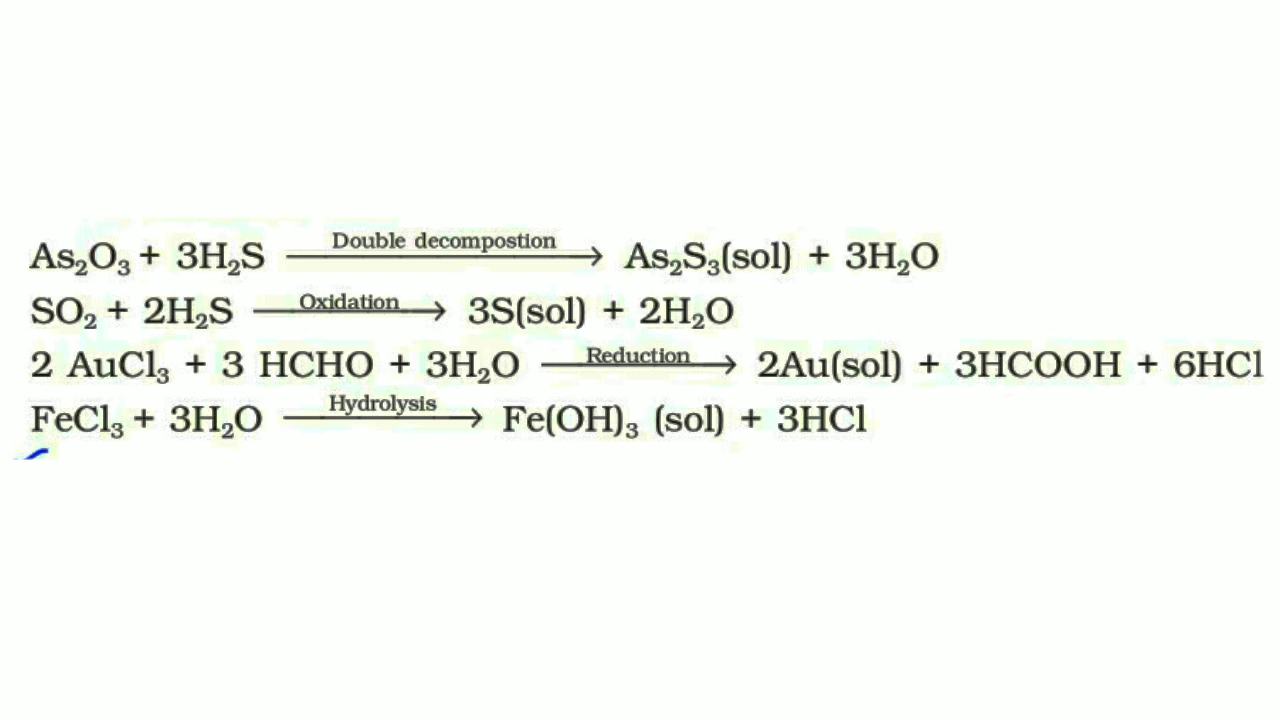 As₂O₃ + 3H₂S Double decompostion ⟶ As₂S₃(sol) + 3H₂O
SO₂ + 2H₂S Oxidation ⟶ 3S(sol) + 2H₂O
2 AuCl₃ + 3 HCHO + 3H₂O Reduction ⟶ 2Au(sol) + 3HCOOH + 6HCl
FeCl₃ + 3H₂O Hydrolysis ⟶ Fe(OH)₃ (sol) + 3HCl